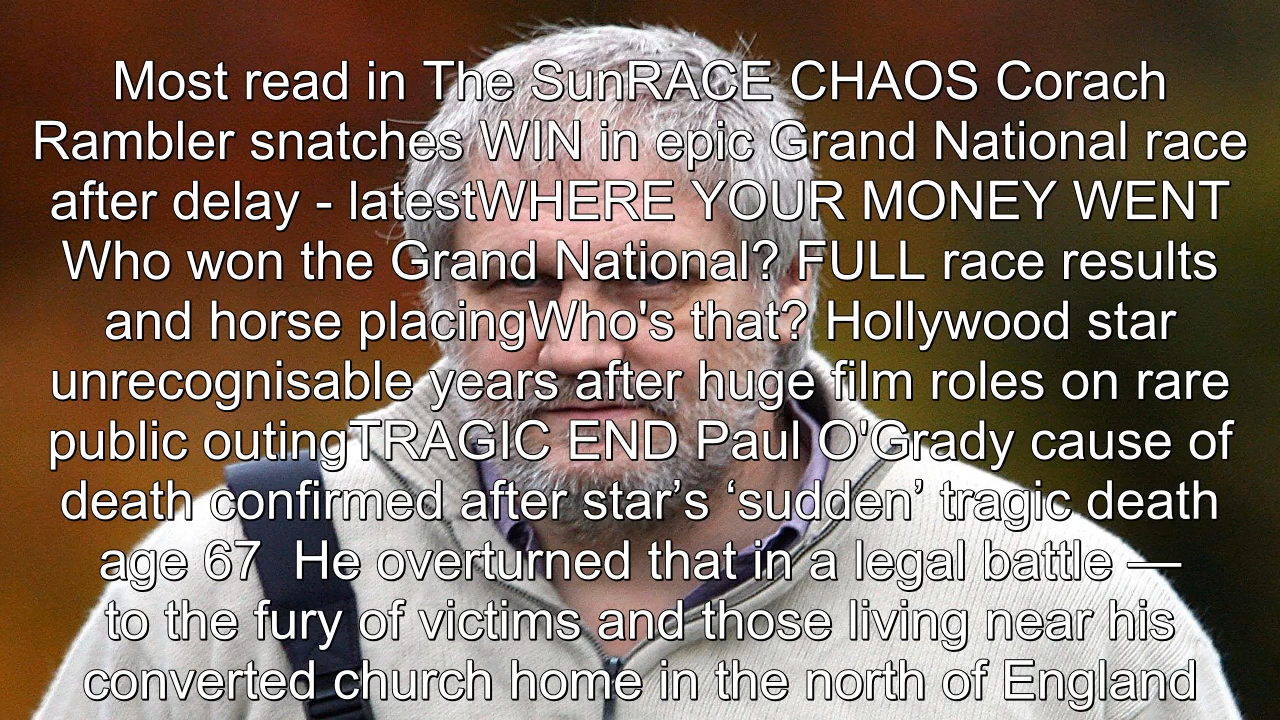 Most read in The SunRACE CHAOS Corach
Rambler snatches WIN in epic Grand National race
after delay - latestWHERE YOUR MONEY WENT
Who won the Grand National? FULL race results
and horse placingWho's that? Hollywood star
unrecognisable years after huge film roles on rare
public outingTRAGIC END Paul O'Grady cause of
death confirmed after star’s ‘sudden’ tragic death
age 67  He overturned that in a legal battle —
to the fury of victims and those living near his
converted church home in the north of England